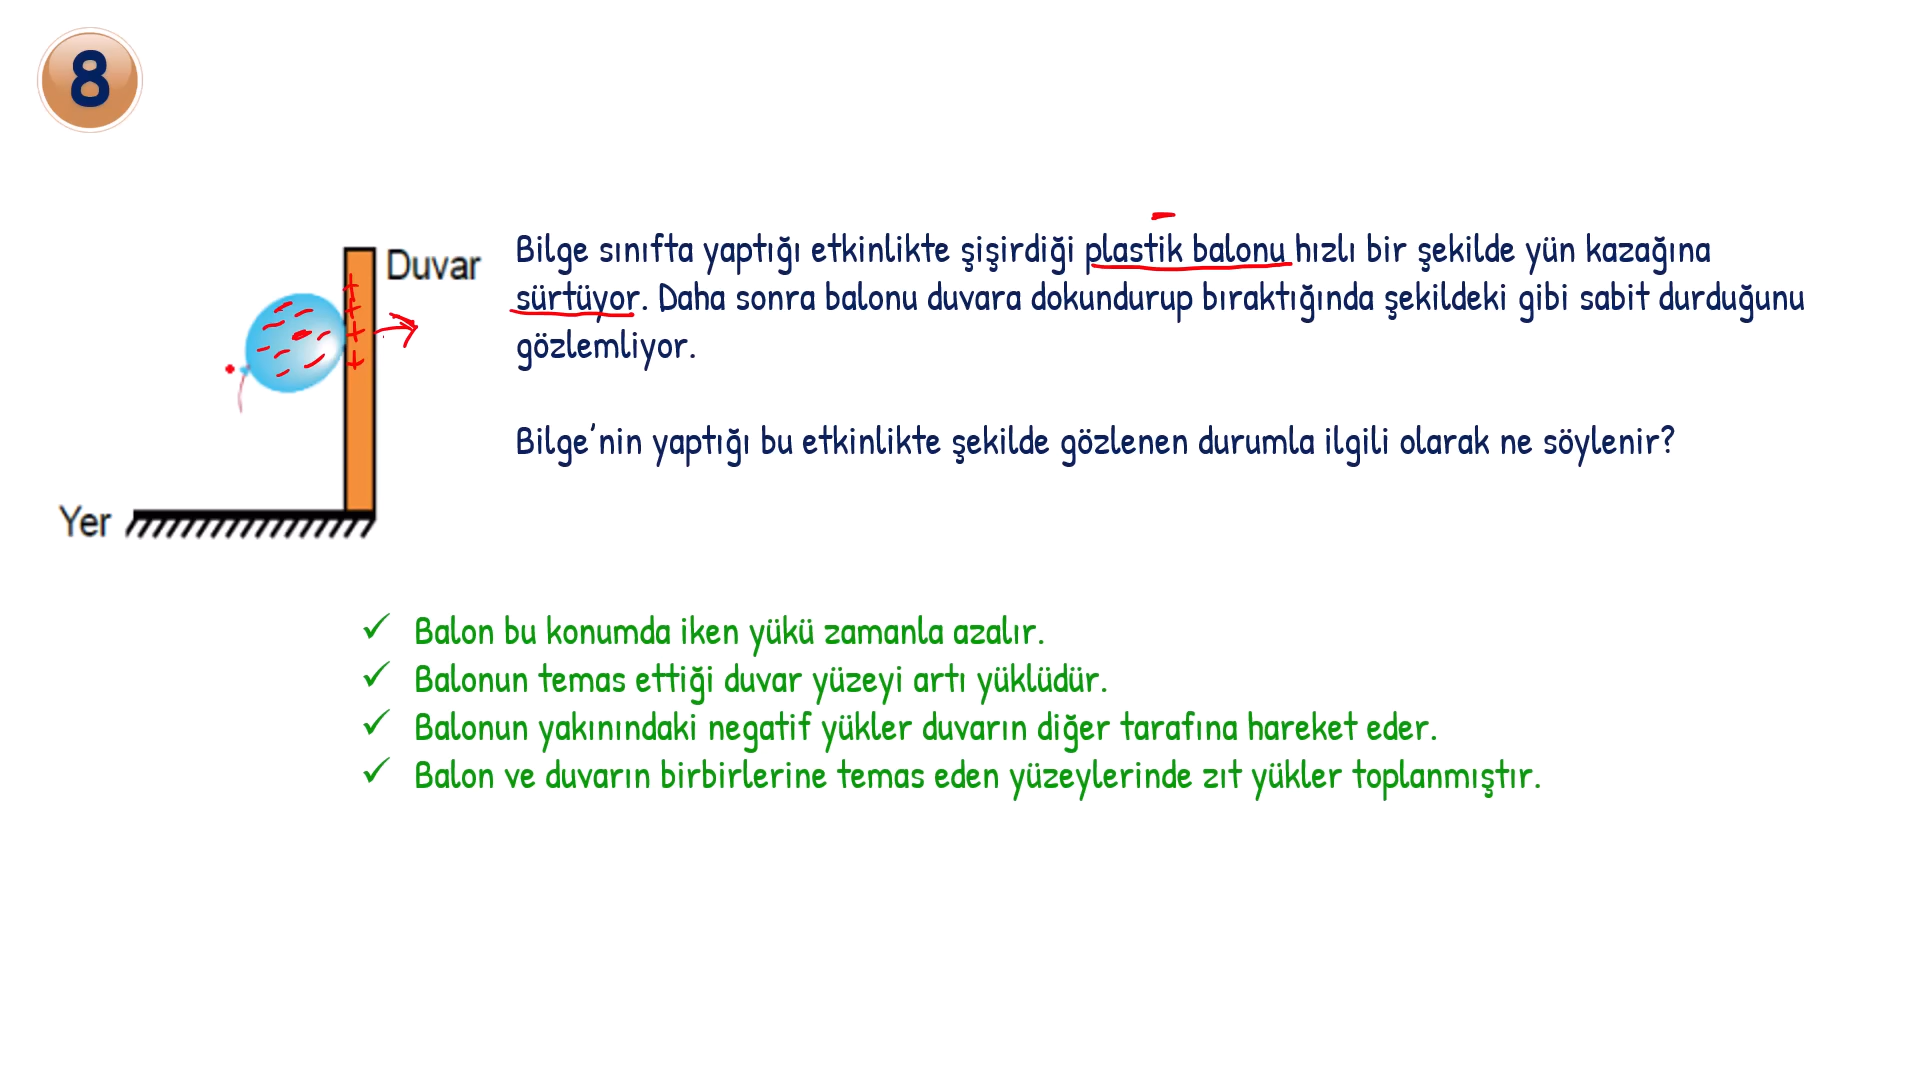 8
Duvar
Bilge sınıfta yaptığı etkinlikte şişirdiği plastik balonu hızlı bir şekilde yün kazağına
sürtüyor. Daha sonra balonu duvara dokundurup bıraktığında şekildeki gibi sabit durduğunu
gözlemliyor.
Bilge'nin yaptığı bu etkinlikte şekilde gözlenen durumla ilgili olarak ne söylenir?
Yer
✓ Balon bu konumda iken yükü zamanla azalır.
✓ Balonun temas ettiği duvar yüzeyi artı yüklüdür.
✓ Balonun yakınındaki negatif yükler duvarın diğer tarafına hareket eder.
✓ Balon ve duvarın birbirlerine temas eden yüzeylerinde zıt yükler toplanmıştır.